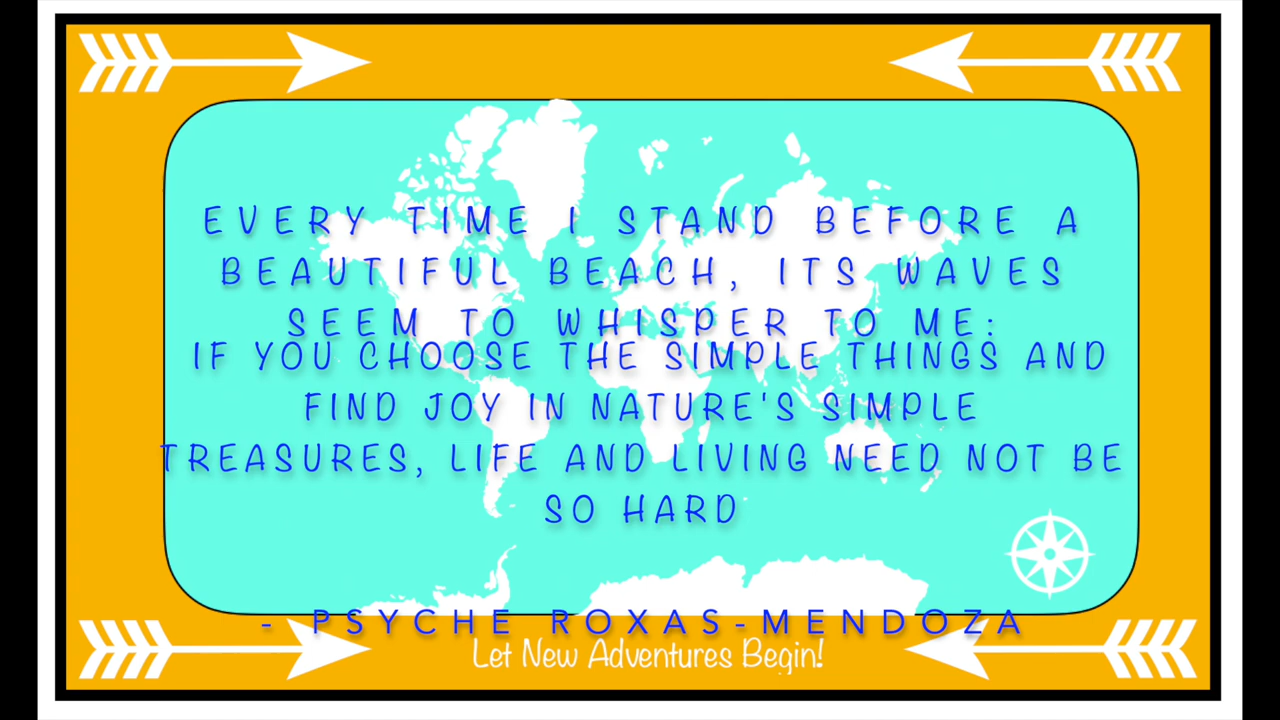 EVERY TIME I STAND BEFORE A
BEAUTIFUL BEACH, ITS WAVES
SEEM TO WHISPER TO ME:
IF YOU CHOOSE THE SIMPLE THINGS AND
FIND JOY IN NATURE'S SIMPLE
TREASURES, LIFE AND LIVING NEED NOT BE
SO HARD
- PSYCHE ROXAS-MENDOZA
Let New Adventures Begin!